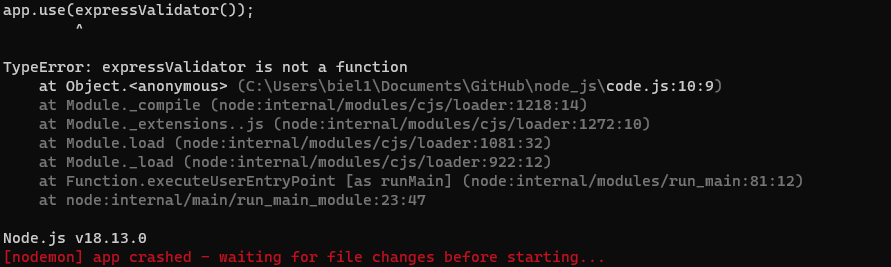 app.use(expressValidator());
^
TypeError: expressValidator is not a function
at Object.<anonymous> (C:\Users\biel1\Documents\GitHub\node_js\code.js:10:9)
at Module._compile (node:internal/modules/cjs/loader:1218:14)
at Module._extensions..js (node:internal/modules/cjs/loader:1272:10)
at Module.load (node:internal/modules/cjs/loader:1081:32)
at Module._load (node:internal/modules/cjs/loader:922:12)
at Function.executeUserEntryPoint [as runMain] (node:internal/modules/run_main:81:12)
at node:internal/main/run_main_module:23:47
Node.js v18.13.0
[nodemon] app crashed - waiting for file changes before starting...